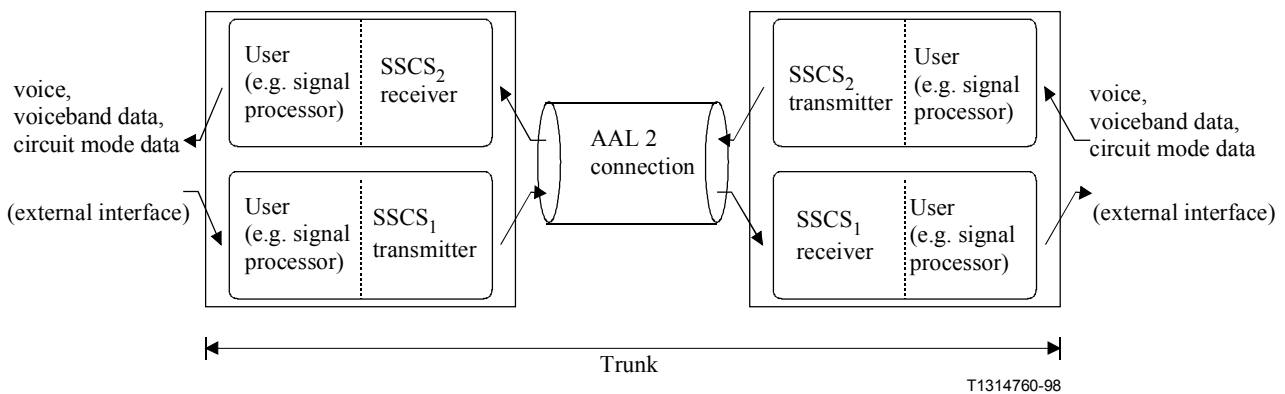 User
(e.g. signal
processor)
SSCS2
receiver
voice,
voiceband data,
circuit mode data
(external interface)
User
(e.g. signal
processor)
SSCS1
transmitter
AAL 2
connection
SSCS2
transmitter
User
(e.g. signal
processor)
SSCS1
receiver
User
(e.g. signal
processor)
voice,
voiceband data,
circuit mode data
(external interface)
Trunk
T1314760-98